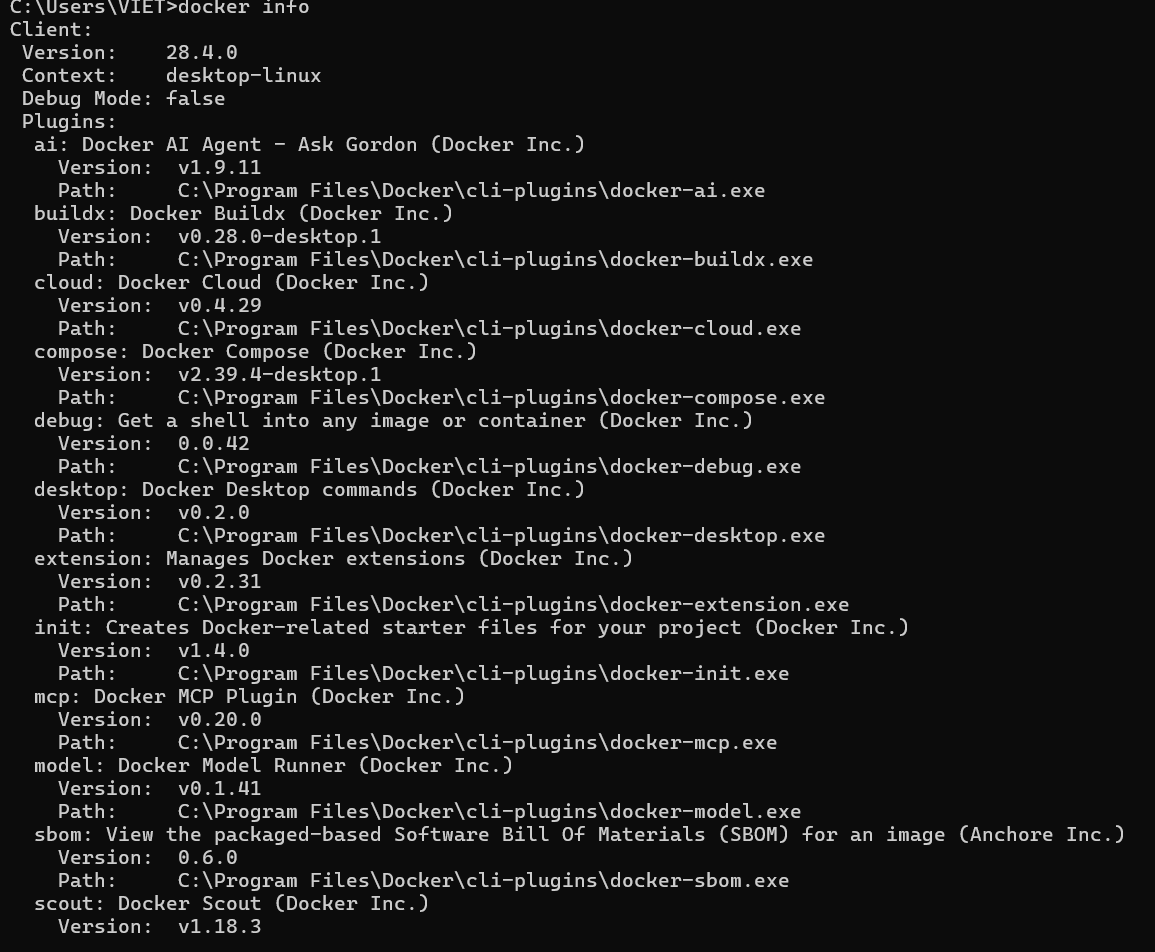 C:\Users\VIET>docker info
Client:
 Version:    28.4.0
 Context:    desktop-linux
 Debug Mode: false
 Plugins:
  ai: Docker AI Agent - Ask Gordon (Docker Inc.)
    Version:  v1.9.11
    Path:     C:\Program Files\Docker\cli-plugins\docker-ai.exe
  buildx: Docker Buildx (Docker Inc.)
    Version:  v0.28.0-desktop.1
    Path:     C:\Program Files\Docker\cli-plugins\docker-buildx.exe
  cloud: Docker Cloud (Docker Inc.)
    Version:  v0.4.29
    Path:     C:\Program Files\Docker\cli-plugins\docker-cloud.exe
  compose: Docker Compose (Docker Inc.)
    Version:  v2.39.4-desktop.1
    Path:     C:\Program Files\Docker\cli-plugins\docker-compose.exe
  debug: Get a shell into any image or container (Docker Inc.)
    Version:  0.0.42
    Path:     C:\Program Files\Docker\cli-plugins\docker-debug.exe
  desktop: Docker Desktop commands (Docker Inc.)
    Version:  v0.2.0
    Path:     C:\Program Files\Docker\cli-plugins\docker-desktop.exe
  extension: Manages Docker extensions (Docker Inc.)
    Version:  v0.2.31
    Path:     C:\Program Files\Docker\cli-plugins\docker-extension.exe
  init: Creates Docker-related starter files for your project (Docker Inc.)
    Version:  v1.4.0
    Path:     C:\Program Files\Docker\cli-plugins\docker-init.exe
  mcp: Docker MCP Plugin (Docker Inc.)
    Version:  v0.20.0
    Path:     C:\Program Files\Docker\cli-plugins\docker-mcp.exe
  model: Docker Model Runner (Docker Inc.)
    Version:  v0.1.41
    Path:     C:\Program Files\Docker\cli-plugins\docker-model.exe
  sbom: View the packaged-based Software Bill Of Materials (SBOM) for an image (Anchore Inc.)
    Version:  0.6.0
    Path:     C:\Program Files\Docker\cli-plugins\docker-sbom.exe
  scout: Docker Scout (Docker Inc.)
    Version:  v1.18.3